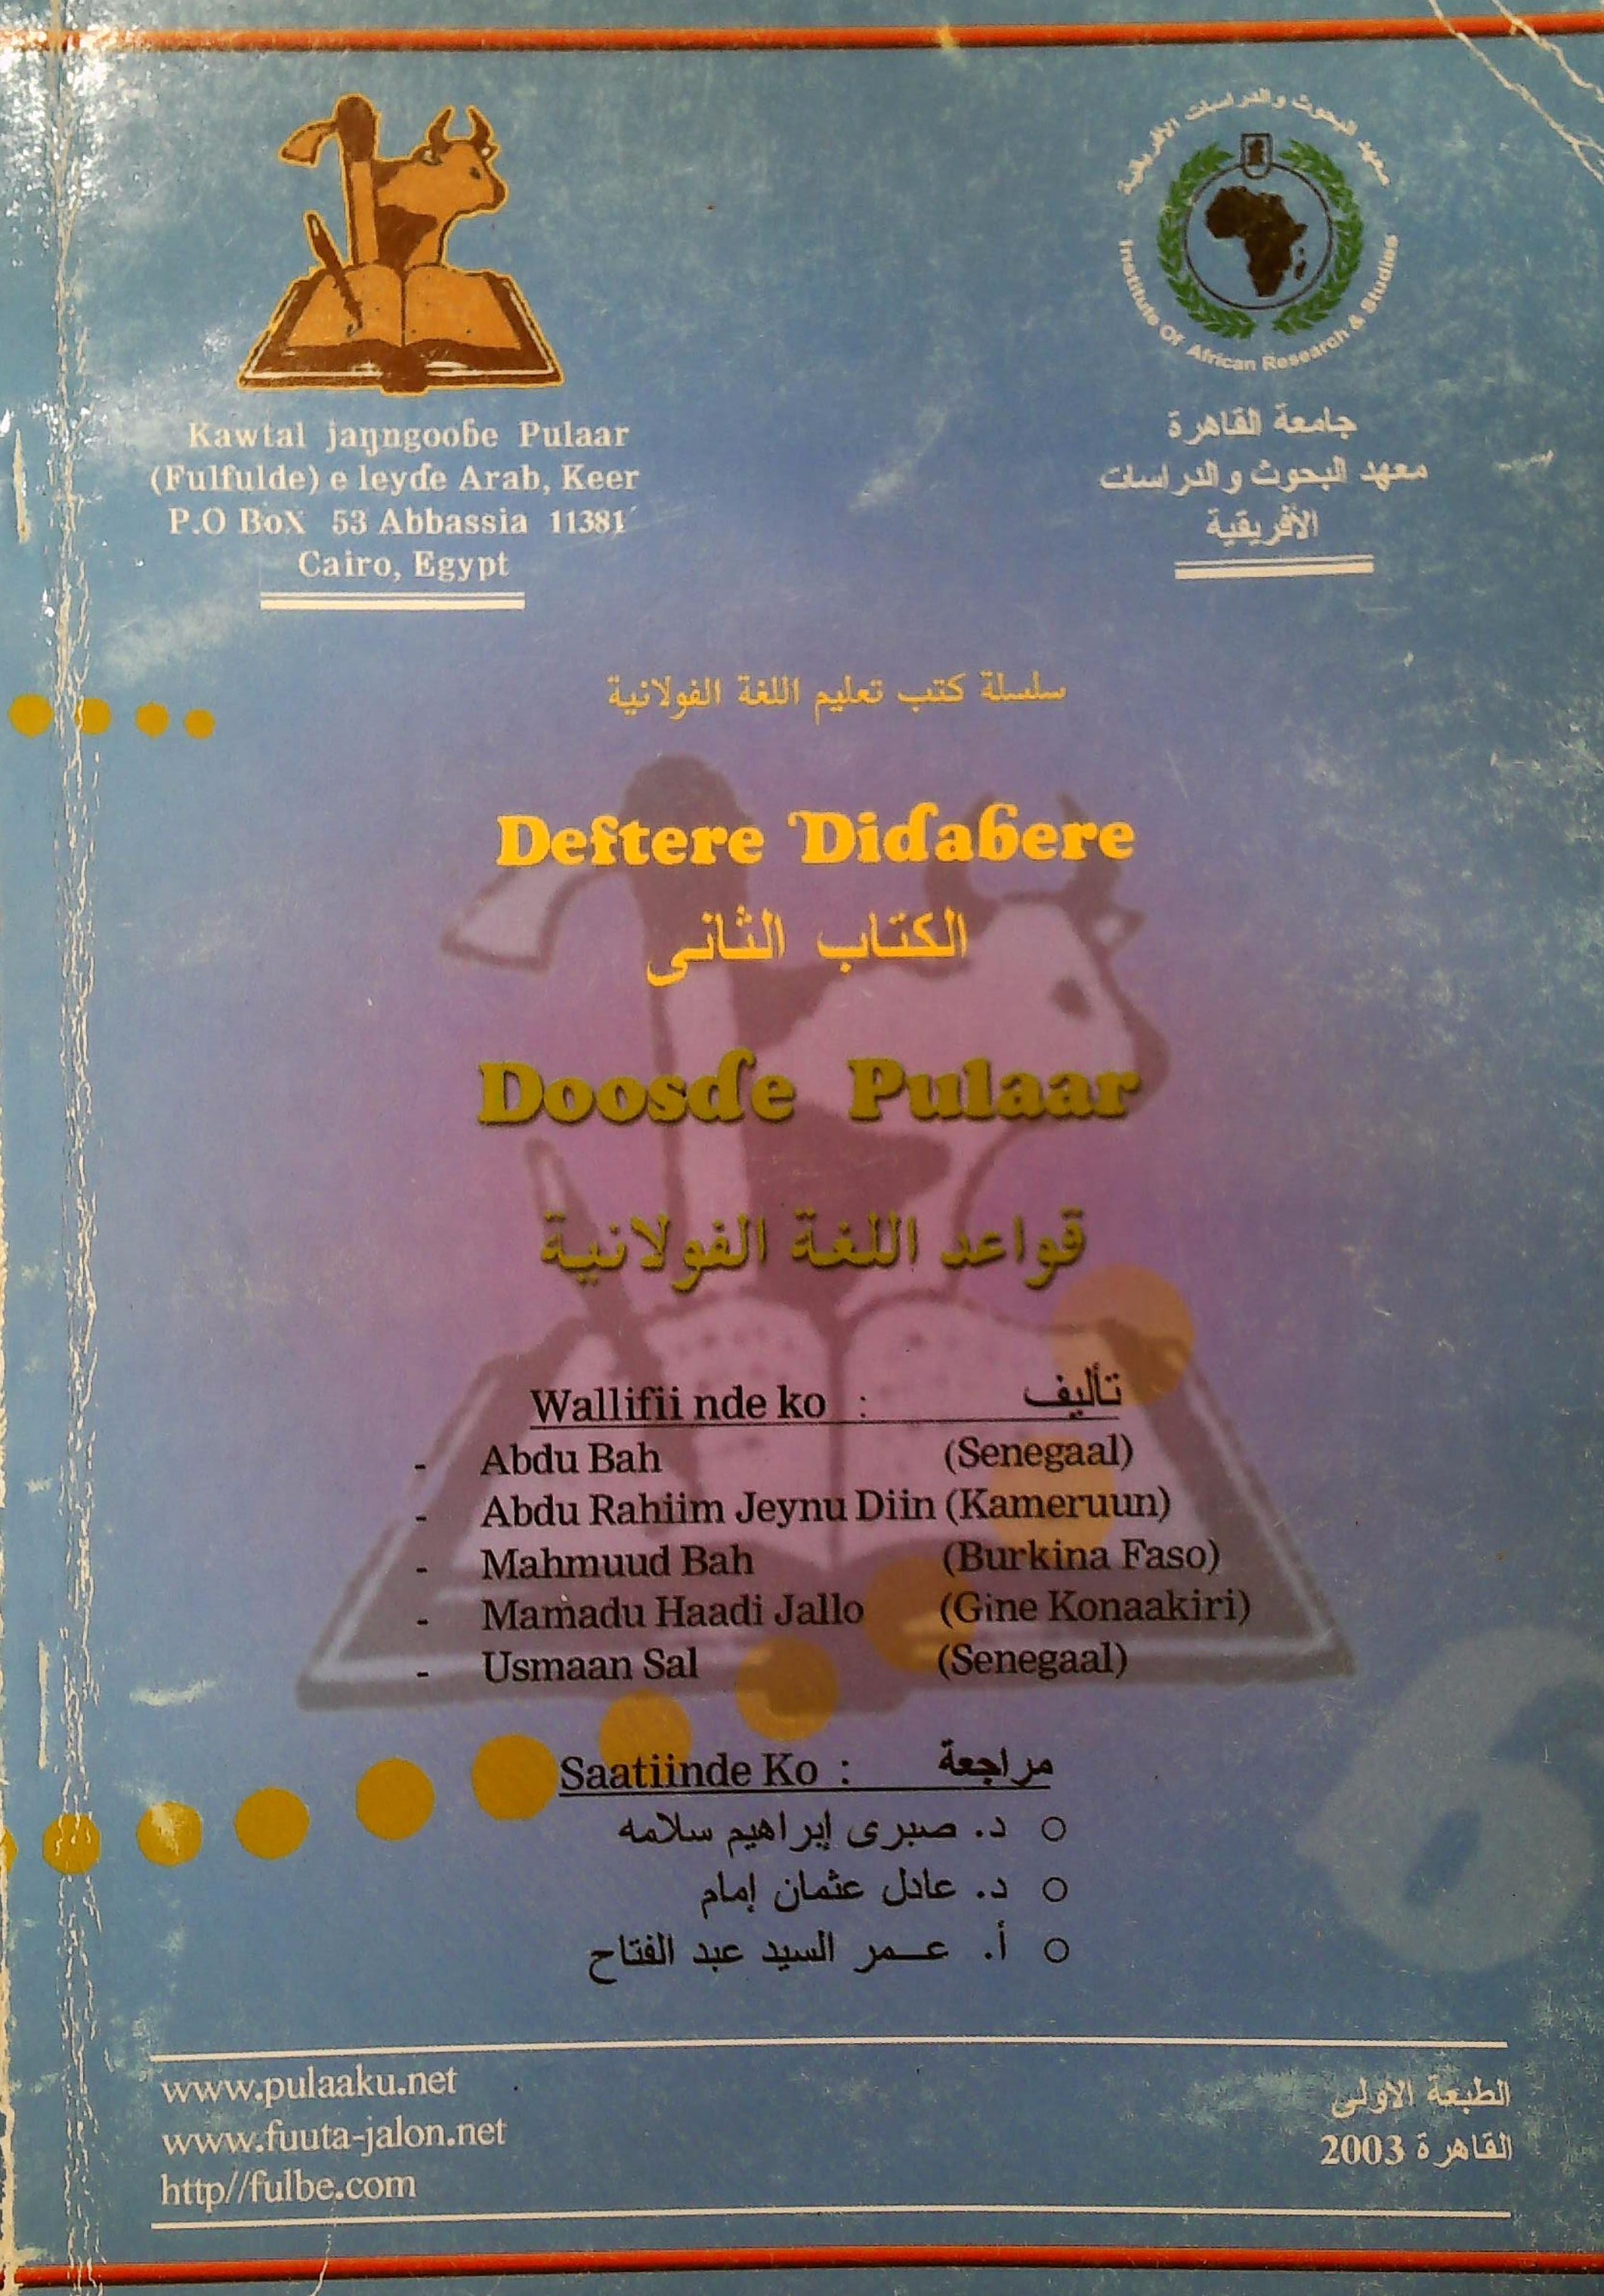 Kawtal jaŋngooɓe Pulaar
(Fulfulde) e leyɗe Arab, Keer
P.O BoX 53 Abbassia 11381
Cairo, Egypt
معهد البحوث والدراسات الأفريقية
Institute Of African Research & Studies
جامعة القاهرة
معهد البحوث والدراسات
الأفريقية
سلسلة كتب تعليم اللغة الفولانية
Deftere Ɗiɗaɓere
الكتاب الثانى
Doosɗe Pulaar
قواعد اللغة الفولانية
Wallifii nde ko : تأليف
- Abdu Bah (Senegaal)
- Abdu Rahiim Jeynu Diin (Kameruun)
- Mahmuud Bah (Burkina Faso)
- Mamadu Haadi Jallo (Gine Konaakiri)
- Usmaan Sal (Senegaal)
Saatiinde Ko : مراجعة
○ د. صبرى إبراهيم سلامه
○ د. عادل عثمان إمام
○ أ. عمر السيد عبد الفتاح
www.pulaaku.net
www.fuuta-jalon.net
http//fulbe.com
الطبعة الاولى
القاهرة 2003